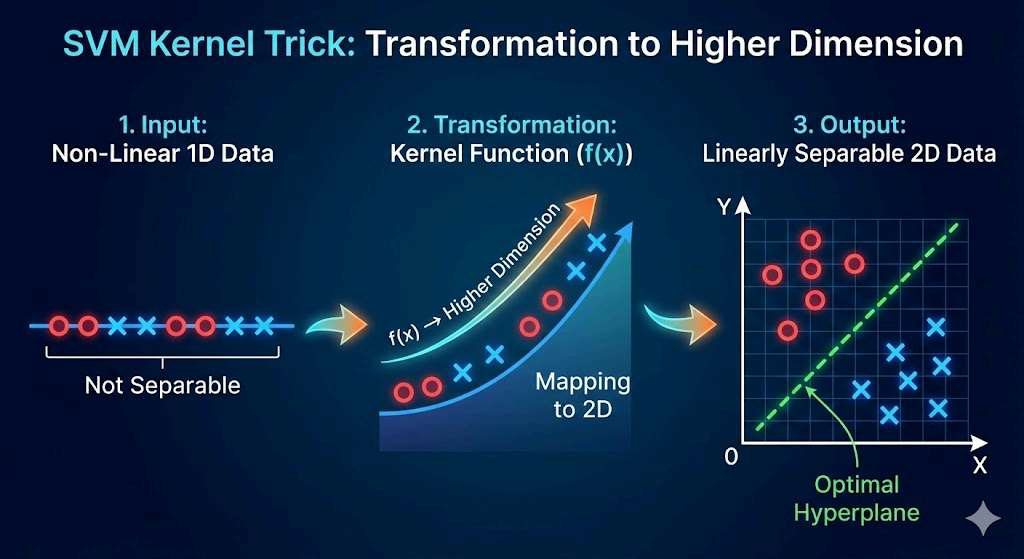 SVM Kernel Trick: Transformation to Higher Dimension
1. Input:
Non-Linear 1D Data
Not Separable
2. Transformation:
Kernel Function (f(x))
f(x) → Higher Dimension
Mapping
to 2D
3. Output:
Linearly Separable 2D Data
Y
0
X
Optimal
Hyperplane